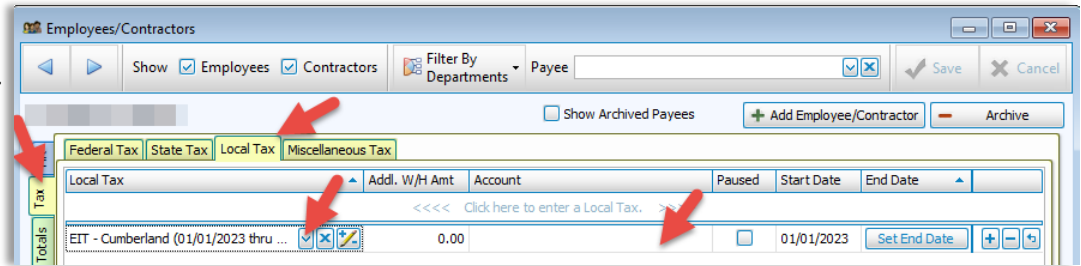 Employees/Contractors
Show Employees Contractors Filter By Departments Payee Save Cancel
Show Archived Payees + Add Employee/Contractor Archive
Federal Tax State Tax Local Tax Miscellaneous Tax
Tax
Totals
Local Tax Addl. W/H Amt Account Paused Start Date End Date
<<<< Click here to enter a Local Tax. >>>
EIT - Cumberland (01/01/2023 thru ... 0.00 01/01/2023 Set End Date